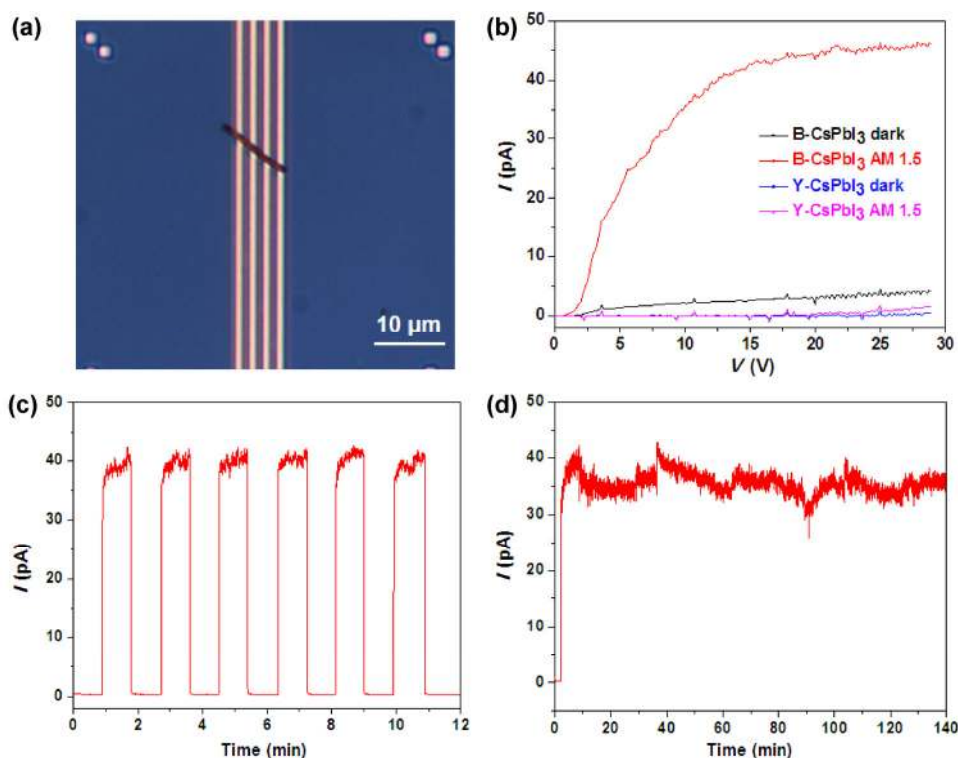 (a)
10 µm
(b)
50
40
30
20
10
0
I (pA)
B-CsPbI₃ dark
B-CsPbI₃ AM 1.5
Y-CsPbI₃ dark
Y-CsPbI₃ AM 1.5
0 5 10 15 20 25 30
V (V)
(c)
50
40
30
20
10
0
I (pA)
0 2 4 6 8 10 12
Time (min)
(d)
50
40
30
20
10
0
I (pA)
0 20 40 60 80 100 120 140
Time (min)